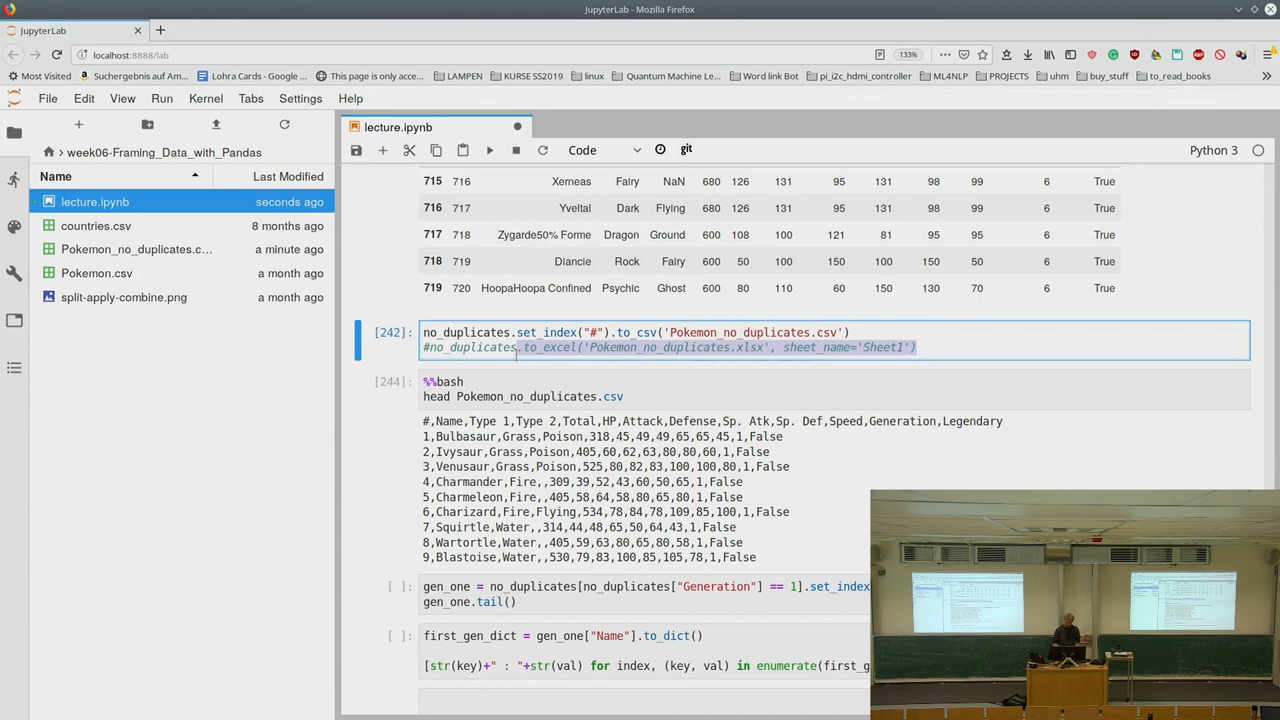 JupyterLab - Mozilla Firefox
JupyterLab
localhost:8888/lab
133%
Most Visited
Suchergebnis auf Am...
Lohra Cards - Google ...
This page is only acce...
LAMPEN
KURSE SS2019
linux
Quantum Machine Le...
Word link Bot
pi_i2c_hdmi_controller
ML4NLP
PROJECTS
uhm
buy_stuff
to_read_books
File Edit View Run Kernel Tabs Settings Help
week06-Framing_Data_with_Pandas
Name Last Modified
lecture.ipynb seconds ago
countries.csv 8 months ago
Pokemon_no_duplicates.c... a minute ago
Pokemon.csv a month ago
split-apply-combine.png a month ago
lecture.ipynb
Code
git
Python 3
715 716 Xerneas Fairy NaN 680 126 131 95 131 98 99 6 True
716 717 Yveltal Dark Flying 680 126 131 95 131 98 99 6 True
717 718 Zygarde50% Forme Dragon Ground 600 108 100 121 81 95 95 6 True
718 719 Diancie Rock Fairy 600 50 100 150 100 150 50 6 True
719 720 HoopaHoopa Confined Psychic Ghost 600 80 110 60 150 130 70 6 True
[242]: no_duplicates.set_index("#").to_csv('Pokemon_no_duplicates.csv')
#no_duplicates.to_excel('Pokemon_no_duplicates.xlsx', sheet_name='Sheet1')
[244]: %%bash
head Pokemon_no_duplicates.csv
#,Name,Type 1,Type 2,Total,HP,Attack,Defense,Sp. Atk,Sp. Def,Speed,Generation,Legendary
1,Bulbasaur,Grass,Poison,318,45,49,49,65,65,45,1,False
2,Ivysaur,Grass,Poison,405,60,62,63,80,80,60,1,False
3,Venusaur,Grass,Poison,525,80,82,83,100,100,80,1,False
4,Charmander,Fire,,309,39,52,43,60,50,65,1,False
5,Charmeleon,Fire,,405,58,64,58,80,65,80,1,False
6,Charizard,Fire,Flying,534,78,84,78,109,85,100,1,False
7,Squirtle,Water,,314,44,48,65,50,64,43,1,False
8,Wartortle,Water,,405,59,63,80,65,80,58,1,False
9,Blastoise,Water,,530,79,83,100,85,105,78,1,False
[ ]: gen_one = no_duplicates[no_duplicates["Generation"] == 1].set_index
gen_one.tail()
[ ]: first_gen_dict = gen_one["Name"].to_dict()
[str(key)+" : "+str(val) for index, (key, val) in enumerate(first_g